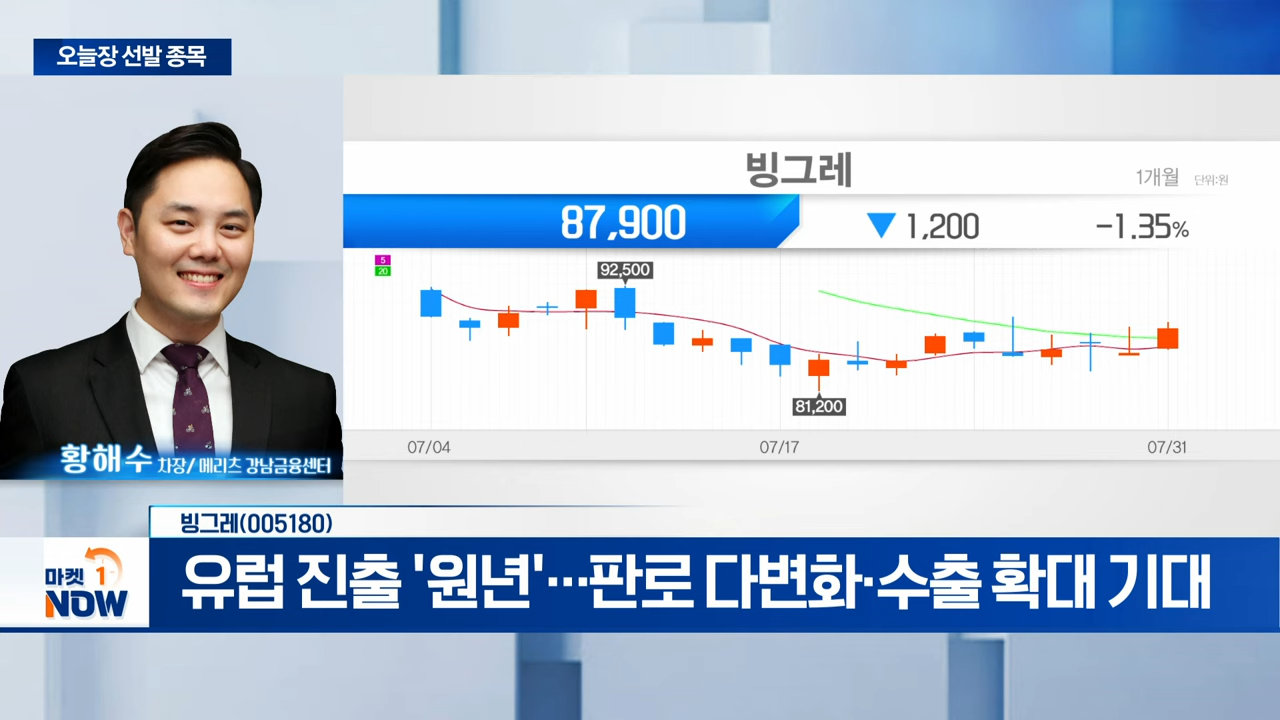 오늘장 선발 종목
빙그레
1개월 단위:원
87,900
▼ 1,200
-1.35%
5
20
92,500
81,200
07/04 07/17 07/31
황해수 차장/ 메리츠 강남금융센터
빙그레(005180)
마켓 1
NOW
유럽 진출 '원년'…판로 다변화·수출 확대 기대